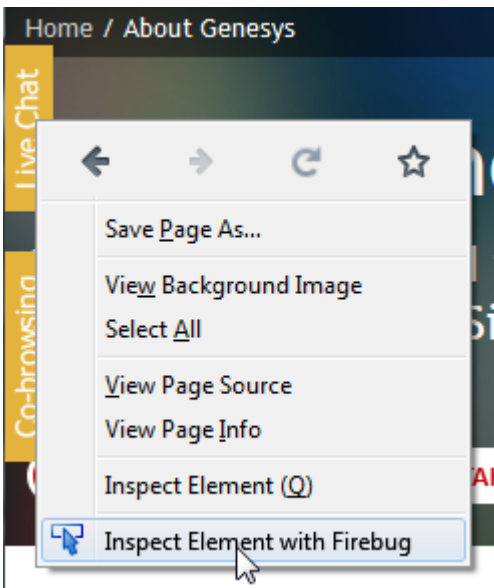 Home / About Genesys
Live Chat
Save Page As...
View Background Image
Select All
Co-browsing
View Page Source
View Page Info
Inspect Element (Q)
Inspect Element with Firebug